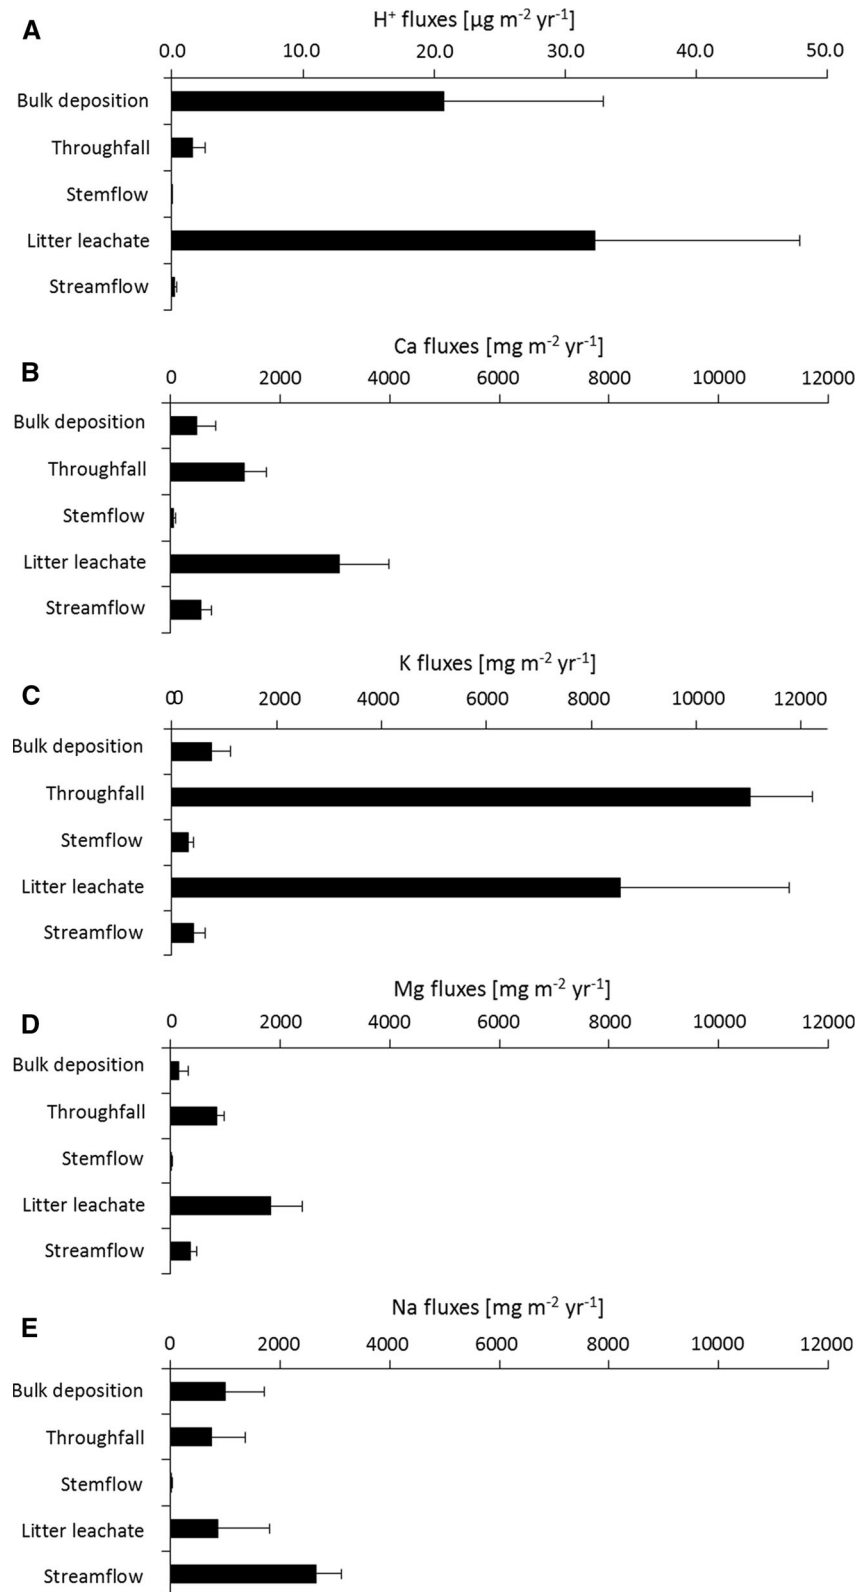 A
H⁺ fluxes [µg m⁻² yr⁻¹]
0.0 10.0 20.0 30.0 40.0 50.0
Bulk deposition
Throughfall
Stemflow
Litter leachate
Streamflow
Ca fluxes [mg m⁻² yr⁻¹]
B
0 2000 4000 6000 8000 10000 12000
Bulk deposition
Throughfall
Stemflow
Litter leachate
Streamflow
K fluxes [mg m⁻² yr⁻¹]
C
00 2000 4000 6000 8000 10000 12000
Bulk deposition
Throughfall
Stemflow
Litter leachate
Streamflow
Mg fluxes [mg m⁻² yr⁻¹]
D
0 2000 4000 6000 8000 10000 12000
Bulk deposition
Throughfall
Stemflow
Litter leachate
Streamflow
Na fluxes [mg m⁻² yr⁻¹]
E
0 2000 4000 6000 8000 10000 12000
Bulk deposition
Throughfall
Stemflow
Litter leachate
Streamflow